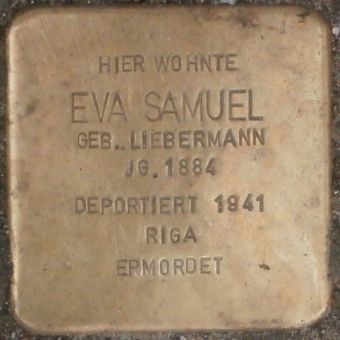 HIER WOHNTE
EVA SAMUEL
GEB. LIEBERMANN
JG. 1884
DEPORTIERT 1941
RIGA
ERMORDET